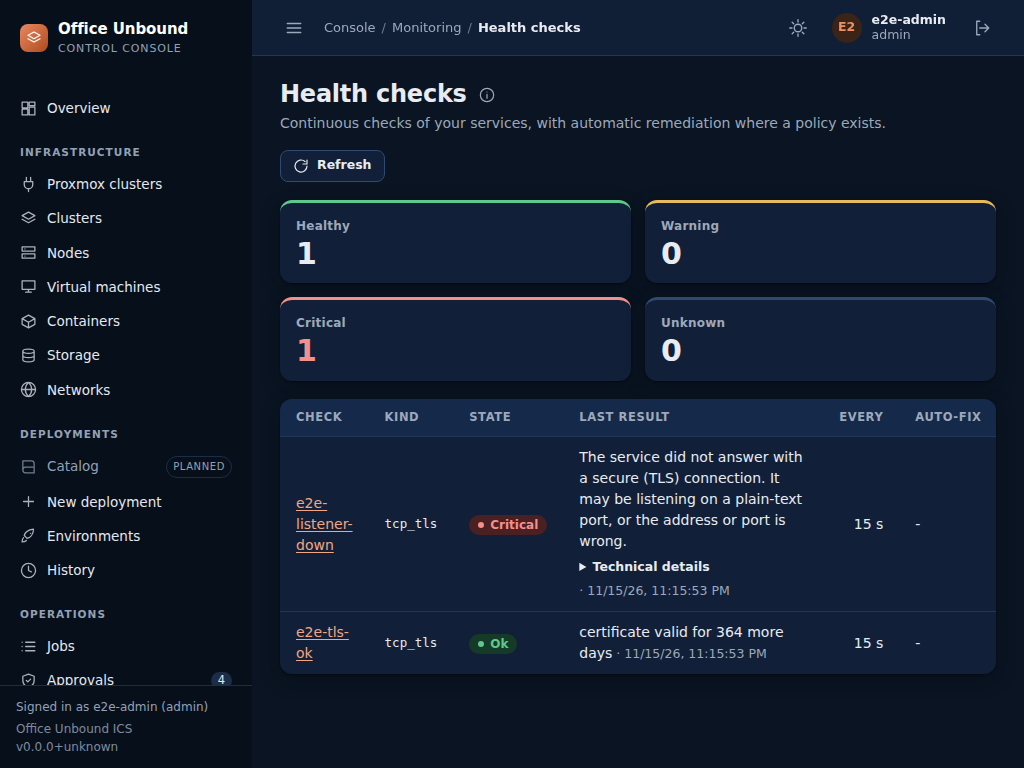 Office Unbound
CONTROL CONSOLE
Overview
INFRASTRUCTURE
Proxmox clusters
Clusters
Nodes
Virtual machines
Containers
Storage
Networks
DEPLOYMENTS
Catalog PLANNED
New deployment
Environments
History
OPERATIONS
Jobs
Approvals 4
Signed in as e2e-admin (admin)
Office Unbound ICS
v0.0.0+unknown
Console / Monitoring / Health checks
E2 e2e-admin
admin
Health checks
Continuous checks of your services, with automatic remediation where a policy exists.
Refresh
Healthy
1
Warning
0
Critical
1
Unknown
0
CHECK KIND STATE LAST RESULT EVERY AUTO-FIX
e2e-
listener-
down
tcp_tls
Critical
The service did not answer with
a secure (TLS) connection. It
may be listening on a plain-text
port, or the address or port is
wrong.
Technical details
· 11/15/26, 11:15:53 PM
15 s
-
e2e-tls-
ok
tcp_tls
Ok
certificate valid for 364 more
days · 11/15/26, 11:15:53 PM
15 s
-